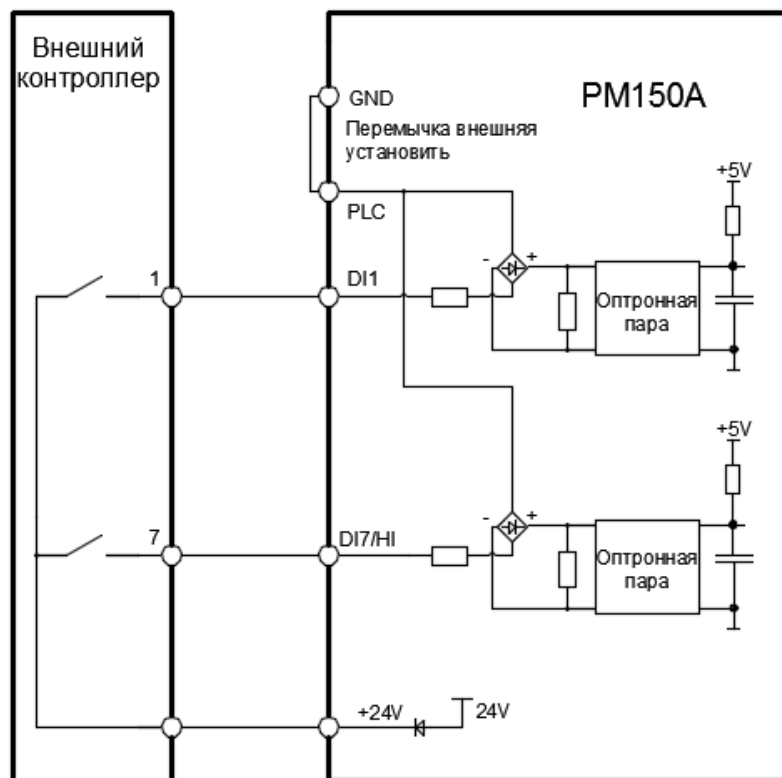 Внешний
контроллер
GND
PM150A
Перемычка внешняя
установить
+5V
PLC
- +
1
DI1
Оптронная
пара
+5V
- +
7
DI7/HI
Оптронная
пара
+24V
24V